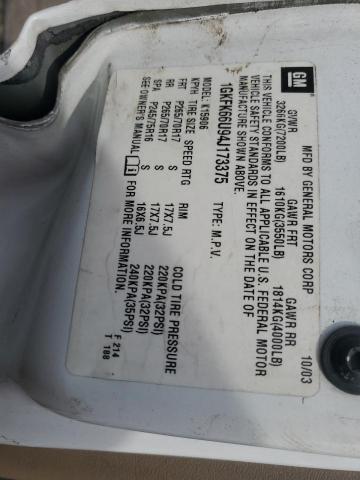 GM
MFD BY GENERAL MOTORS CORP 10/03
GVWR GAWR FRT GAWR RR
3266KG(7200LB) 1610KG(3550LB) 1814KG(4000LB)
THIS VEHICLE CONFORMS TO ALL APPLICABLE U.S. FEDERAL MOTOR
VEHICLE SAFETY STANDARDS IN EFFECT ON THE DATE OF
MANUFACTURE SHOWN ABOVE.
1GKFK66U94J173375 TYPE: M.P.V.
MODEL: K15906
KPYH TIRE SIZE SPEED RTG RIM COLD TIRE PRESSURE
FRT P265/70R17 S 17X7.5J 220KPA(32PSI)
RR P265/70R17 S 17X7.5J 220KPA(32PSI)
SPA P245/75R16 S 16X6.5J 240KPA(35PSI)
SEE OWNER'S MANUAL i FOR MORE INFORMATION.
F 214
T 188